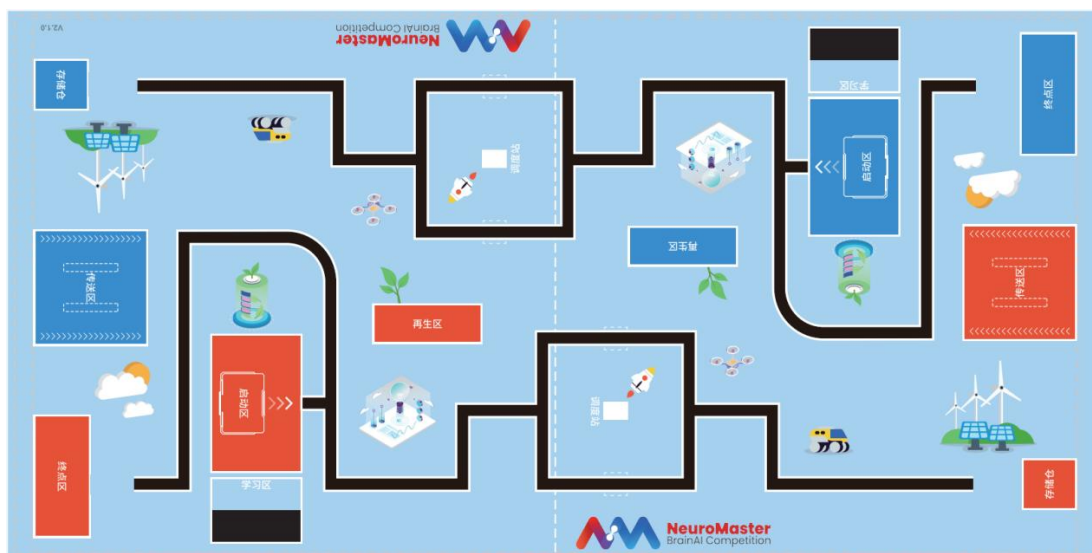 V2.1.0
NeuroMaster
BrainAI Competition
存储仓
调度站
学习区
启动区
终点区
再生区
传送区
传送区
再生区
启动区
调度站
终点区
学习区
存储仓
NeuroMaster
BrainAI Competition